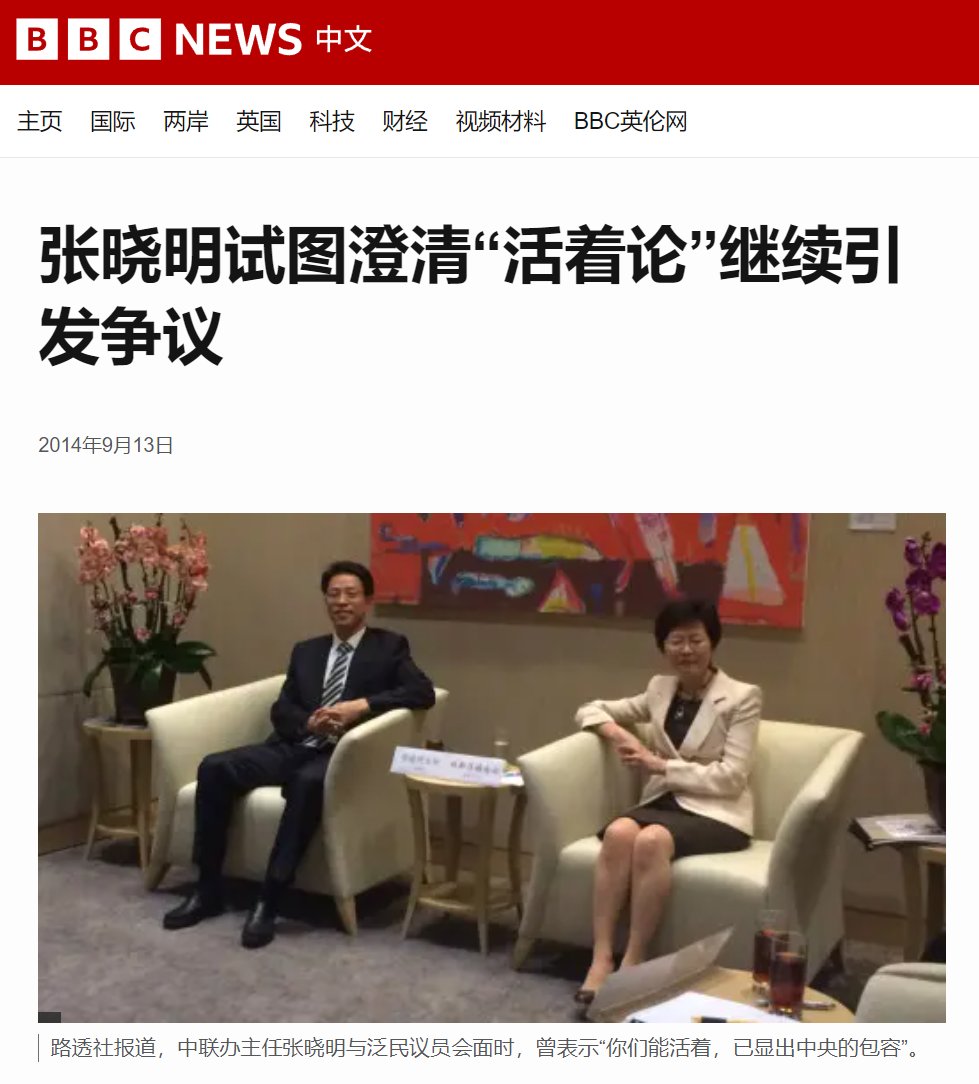 BBC NEWS 中文
主页 国际 两岸 英国 科技 财经 视频材料 BBC英伦网
张晓明试图澄清“活着论”继续引
发争议
2014年9月13日
路透社报道，中联办主任张晓明与泛民议员会面时，曾表示“你们能活着，已显出中央的包容”。